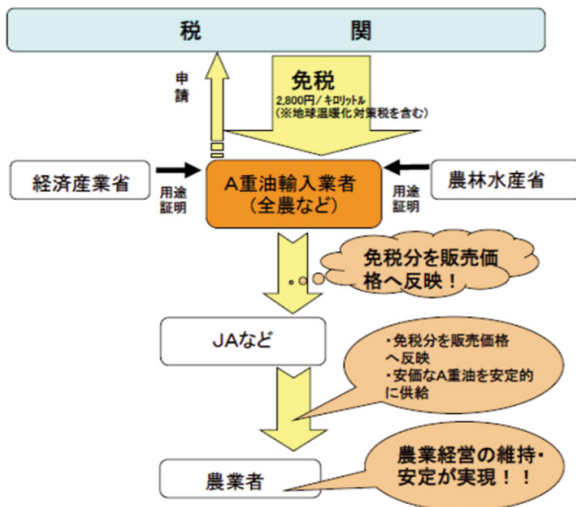 税　関
申請
免税
2,800円/キロリットル
(※地球温暖化対策税を含む)
経済産業省
用途
証明
A重油輸入業者
(全農など)
用途
証明
農林水産省
免税分を販売価
格へ反映！
JAなど
・免税分を販売価格
へ反映
・安価なA重油を安定的
に供給
農業者
農業経営の維持・
安定が実現！！